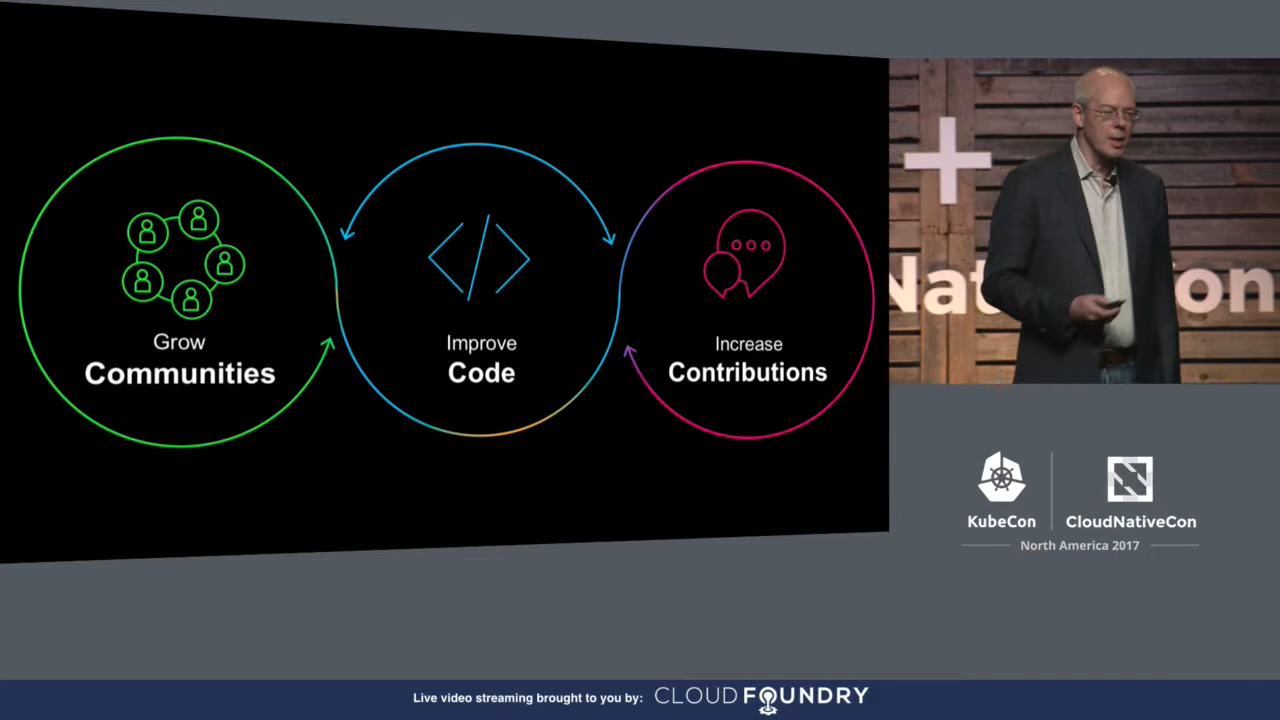 Grow
Communities
Improve
Code
Increase
Contributions
+
KubeCon
CloudNativeCon
North America 2017
Live video streaming brought to you by: CLOUD FOUNDRY